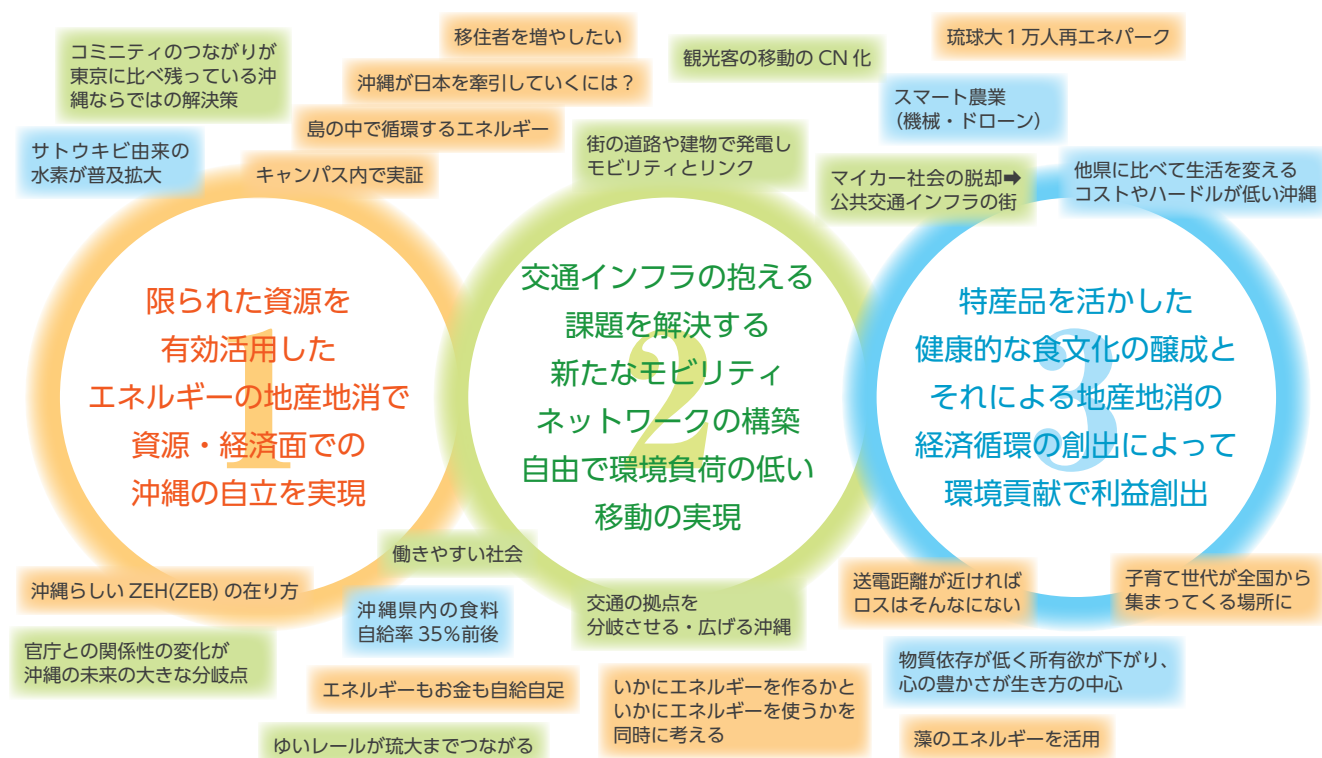 コミニティのつながりが
東京に比べ残っている沖
縄ならではの解決策
移住者を増やしたい
沖縄が日本を牽引していくには？
島の中で循環するエネルギー
観光客の移動の CN 化
琉球大１万人再エネパーク
スマート農業
（機械・ドローン）
サトウキビ由来の
水素が普及拡大
キャンパス内で実証
街の道路や建物で発電し
モビリティとリンク
マイカー社会の脱却➡
公共交通インフラの街
他県に比べて生活を変える
コストやハードルが低い沖縄
1
限られた資源を
有効活用した
エネルギーの地産地消で
資源・経済面での
沖縄の自立を実現
2
交通インフラの抱える
課題を解決する
新たなモビリティ
ネットワークの構築
自由で環境負荷の低い
移動の実現
3
特産品を活かした
健康的な食文化の醸成と
それによる地産地消の
経済循環の創出によって
環境貢献で利益創出
沖縄らしい ZEH(ZEB) の在り方
官庁との関係性の変化が
沖縄の未来の大きな分岐点
働きやすい社会
沖縄県内の食料
自給率 35％前後
エネルギーもお金も自給自足
ゆいレールが琉大までつながる
交通の拠点を
分岐させる・広げる沖縄
いかにエネルギーを作るかと
いかにエネルギーを使うかを
同時に考える
送電距離が近ければ
ロスはそんなにない
子育て世代が全国から
集まってくる場所に
物質依存が低く所有欲が下がり、
心の豊かさが生き方の中心
藻のエネルギーを活用